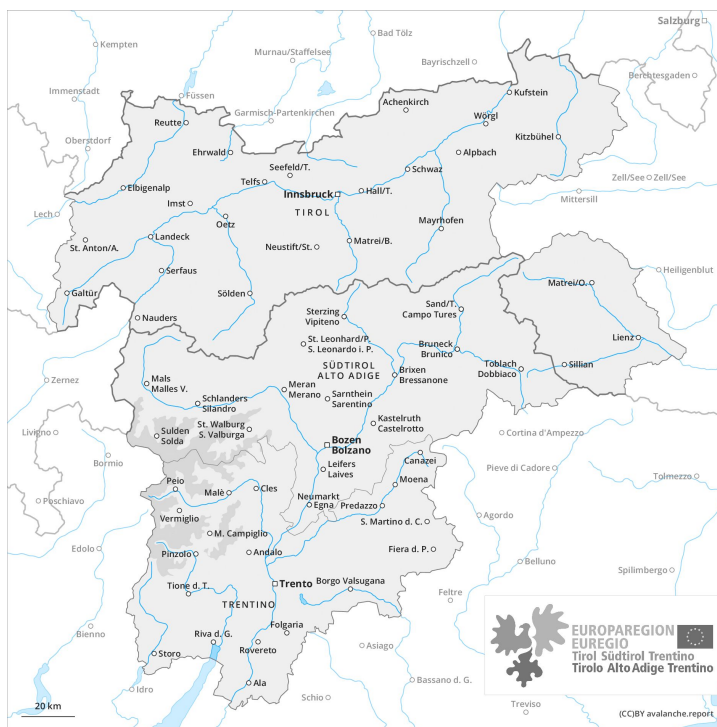 Salzburg
Kempten
Bad Tölz
Murnau/Staffelsee
Bayrischzell
Berchtesgaden
Immenstadt
Füssen
Kufstein
Achenkirch
Garmisch-Partenkirchen
Reutte
Wörgl
Kitzbühel
Oberstdorf
Ehrwald
Alpbach
Seefeld/T.
Schwaz
Telfs
Zell/See
Zell/See
Elbigenalp
Innsbruck
Hall/T.
Mittersill
Imst
TIROL
Lech
Oetz
Mayrhofen
Landeck
Neustift/St.
Matrei/B.
St. Anton/A.
Serfaus
Heiligenblut
Galtür
Sölden
Matrei/O.
Sand/T.
Campo Tures
Nauders
Sterzing
Vipiteno
Lienz
St. Leonhard/P.
S. Leonardo i. P.
Bruneck
Brunico
SÜDTIROL
ALTO ADIGE
Toblach
Dobbiaco
Sillian
Brixen
Bressanone
Zernez
Mals
Malles V.
Meran
Merano
Sarnthein
Sarentino
Schlanders
Silandro
Kastelruth
Castelrotto
St. Walburg
S. Valburga
Livigno
Sulden
Solda
Bozen
Bolzano
Cortina d'Ampezzo
Bormio
Canazei
Leifers
Laives
Pieve di Cadore
Tolmezzo
Peio
Malè
Cles
Moena
Poschiavo
Neumarkt
Egna
Predazzo
Vermiglio
S. Martino d. C.
Agordo
M. Campiglio
Edolo
Pinzolo
Andalo
Fiera d. P.
Belluno
Spilimbergo
Tione d. T.
Trento
Borgo Valsugana
Feltre
TRENTINO
Bienno
Folgaria
Riva d. G.
Rovereto
Storo
Asiago
Ala
Idro
Schio
Bassano d. G.
Treviso
EUROPAREGION
EUREGIO
Tirol Südtirol Trentino
Tirolo Alto Adige Trentino
20 km
(CC)BY avalanche.report